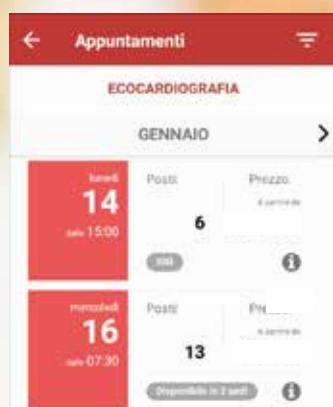 Appuntamenti
ECOCARDIOGRAFIA
GENNAIO
lunedì
14
dalle 15:00
Posti:
6
Prezzo:
A partire da
mercoledì
16
dalle 07:30
Posti:
13
A partire da
Disponibile in 2 sedi